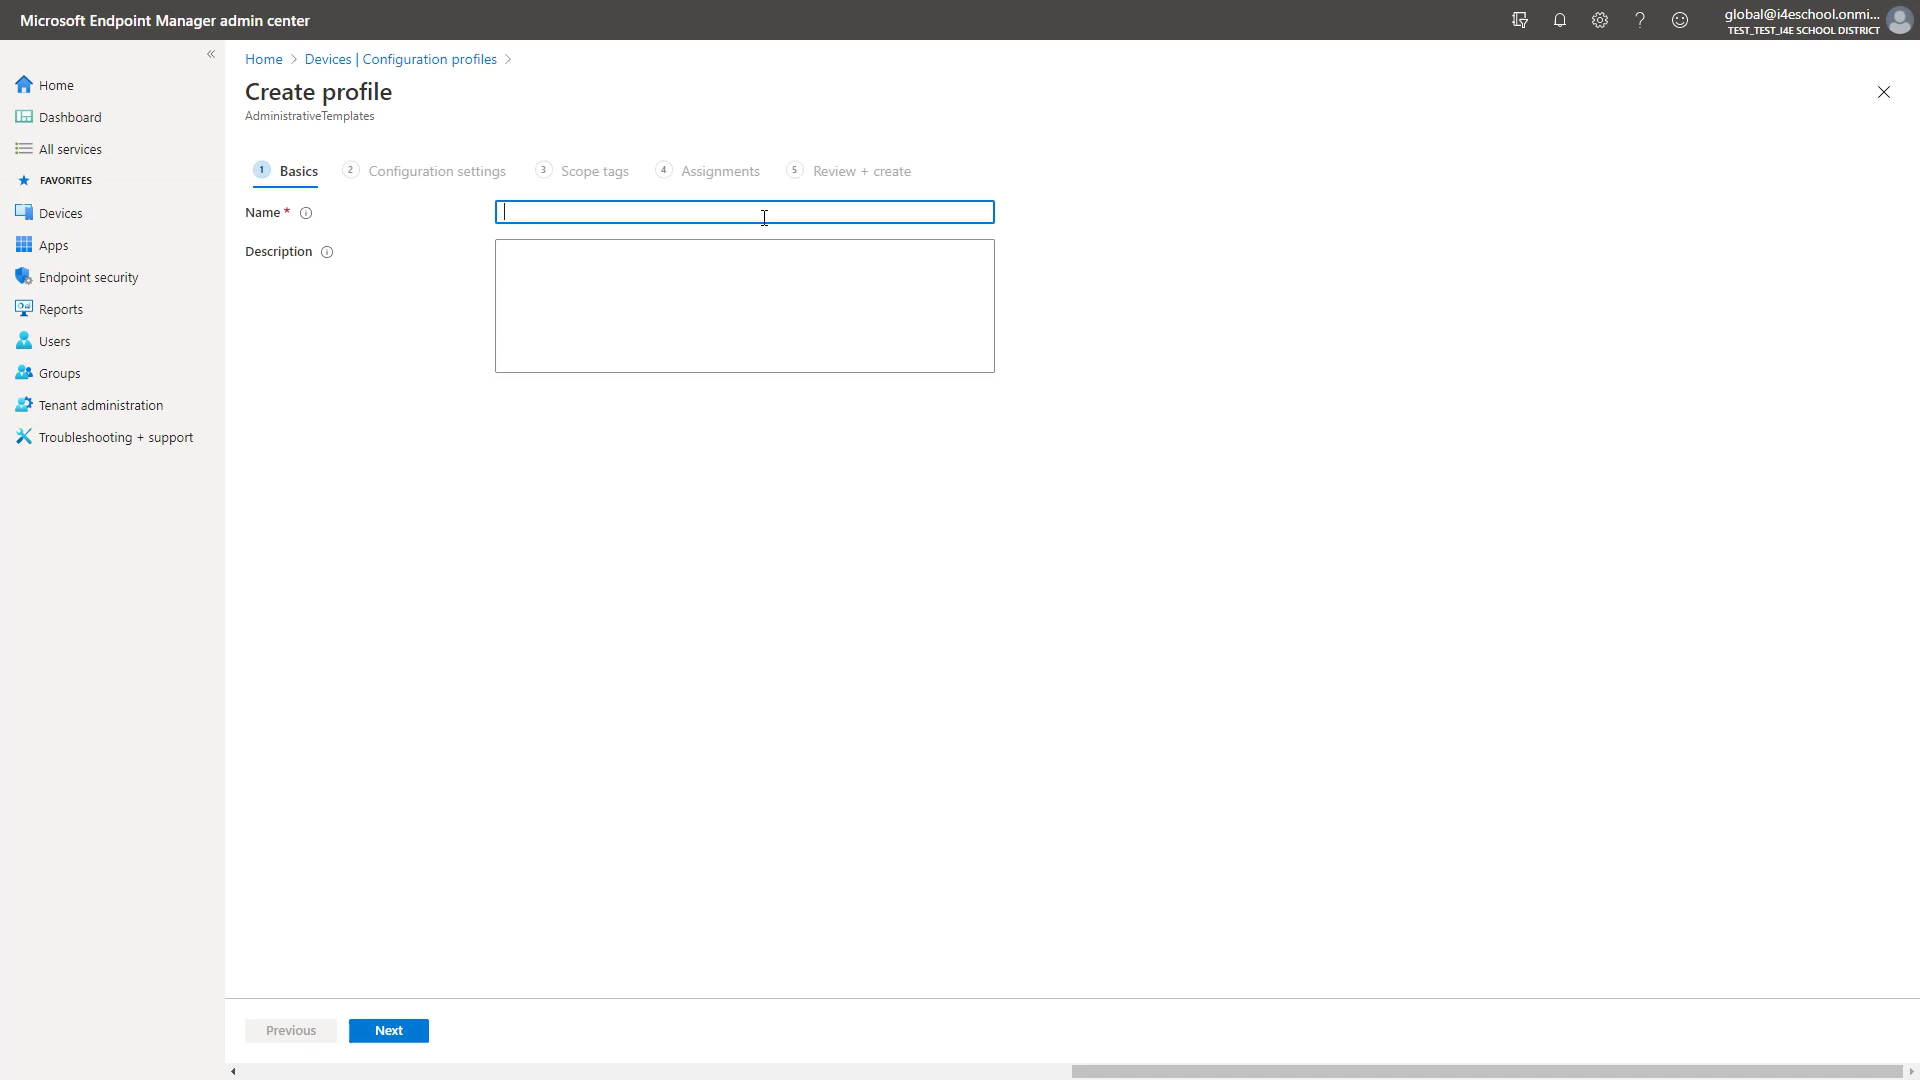 Microsoft Endpoint Manager admin center
global@i4eschool.onmi...
TEST_TEST_I4E SCHOOL DISTRICT
Home > Devices | Configuration profiles >
Create profile
AdministrativeTemplates
Home
Dashboard
All services
FAVORITES
Devices
Apps
Endpoint security
Reports
Users
Groups
Tenant administration
Troubleshooting + support
1 Basics 2 Configuration settings 3 Scope tags 4 Assignments 5 Review + create
Name *
Description
Previous Next